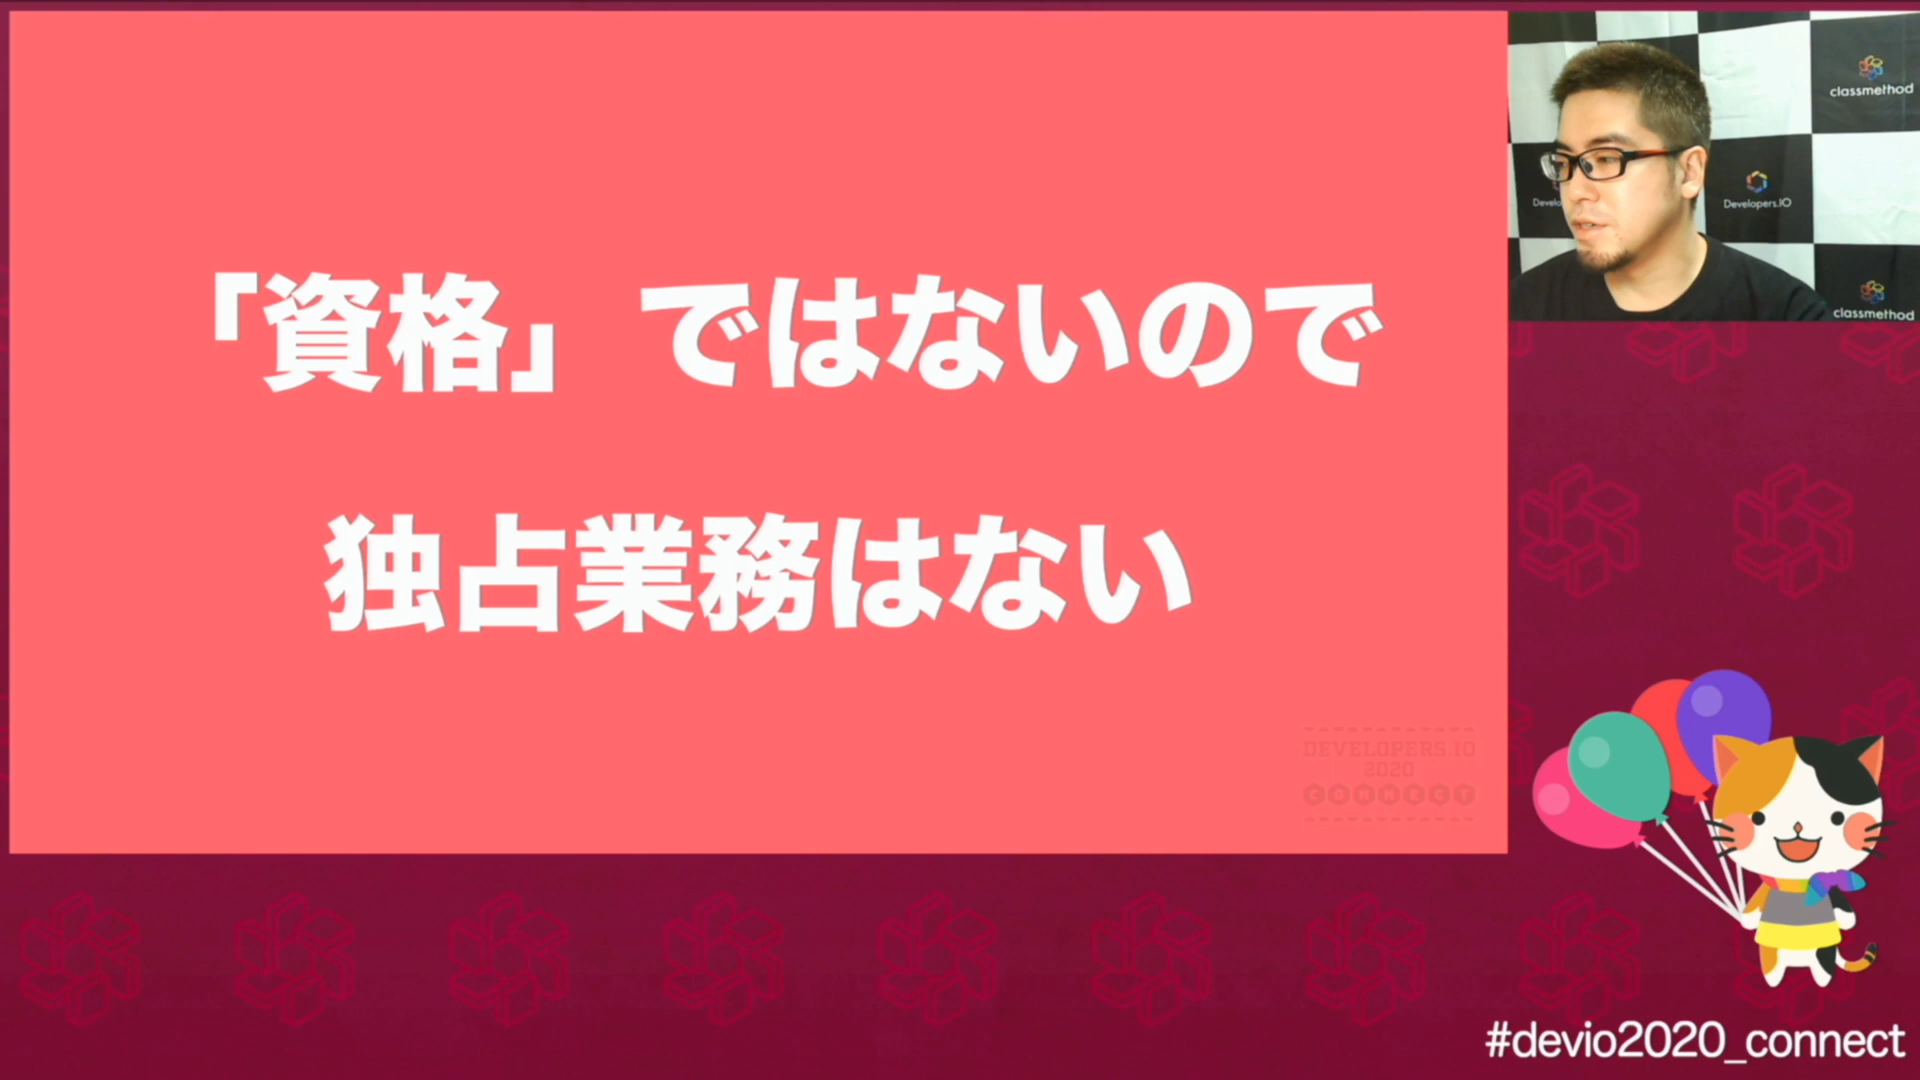 「資格」ではないので
独占業務はない
DEVELOPERS.IO
2020
CONNECT
classmethod
Develo
Developers.IO
classmethod
#devio2020_connect